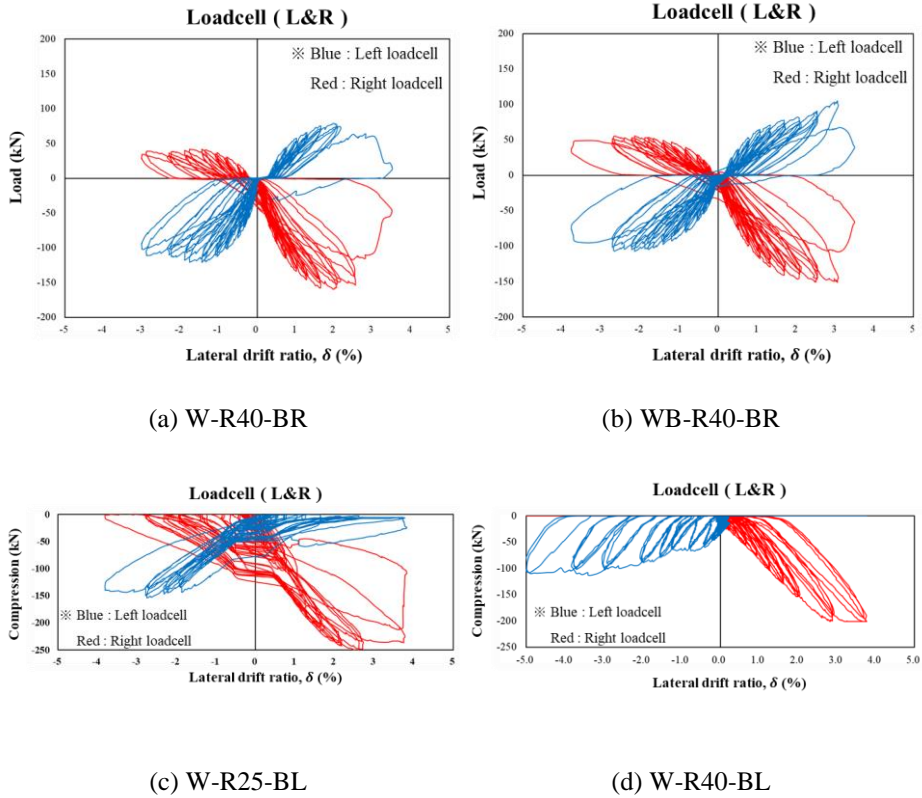 Loadcell ( L&R )
※ Blue : Left loadcell
Red : Right loadcell
Load (kN)
200
150
100
50
0
-50
-100
-150
-200
-5 -4 -3 -2 -1 0 1 2 3 4 5
Lateral drift ratio, δ (%)
(a) W-R40-BR
Loadcell ( L&R )
※ Blue : Left loadcell
Red : Right loadcell
Load (kN)
200
150
100
50
0
-50
-100
-150
-200
-5 -4 -3 -2 -1 0 1 2 3 4 5
Lateral drift ratio, δ (%)
(b) WB-R40-BR
Loadcell ( L&R )
Compression (kN)
0
-50
-100
-150
-200
-250
※ Blue : Left loadcell
Red : Right loadcell
-5 -4 -3 -2 -1 0 1 2 3 4 5
Lateral drift ratio, δ (%)
(c) W-R25-BL
Loadcell ( L&R )
Compression (kN)
0
-50
-100
-150
-200
-250
※ Blue : Left loadcell
Red : Right loadcell
-5.0 -4.0 -3.0 -2.0 -1.0 0.0 1.0 2.0 3.0 4.0 5.0
Lateral drift ratio, δ (%)
(d) W-R40-BL